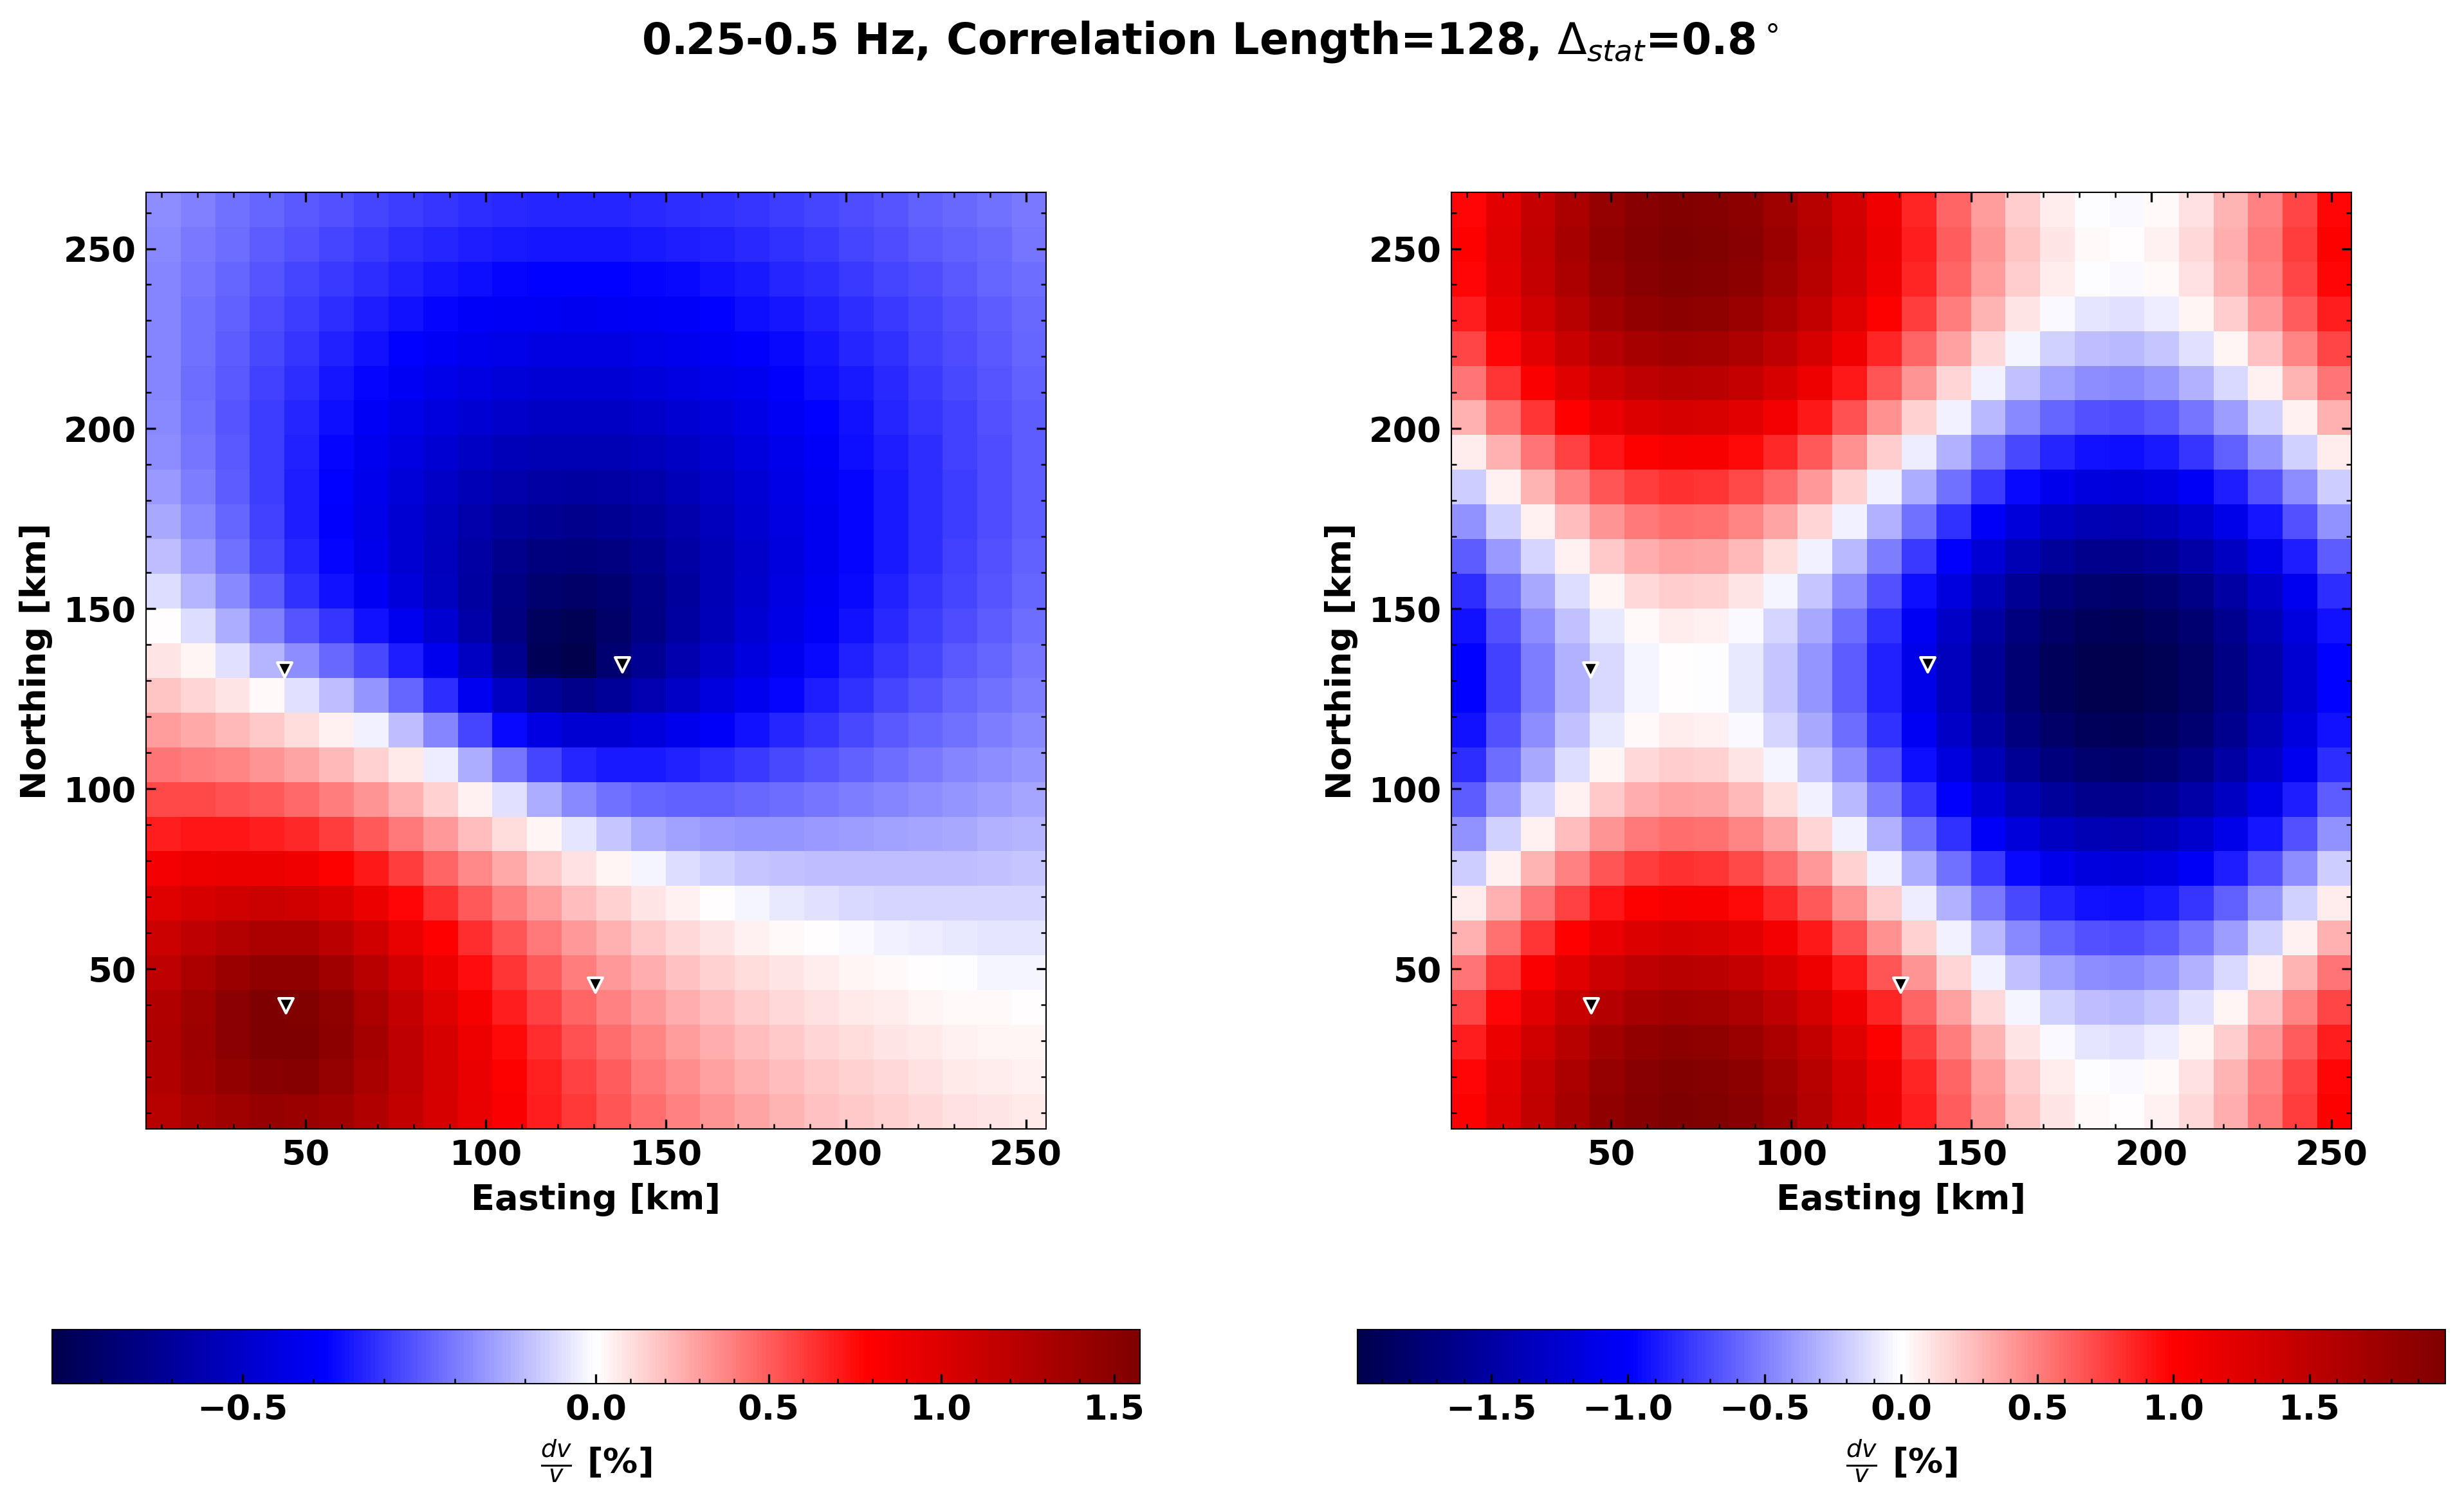 0.25-0.5 Hz, Correlation Length=128, Δstat=0.8°
250
200
150
100
50
Northing [km]
50 100 150 200 250
Easting [km]
−0.5 0.0 0.5 1.0 1.5
dv/v [%]
250
200
150
100
50
Northing [km]
50 100 150 200 250
Easting [km]
−1.5 −1.0 −0.5 0.0 0.5 1.0 1.5
dv/v [%]